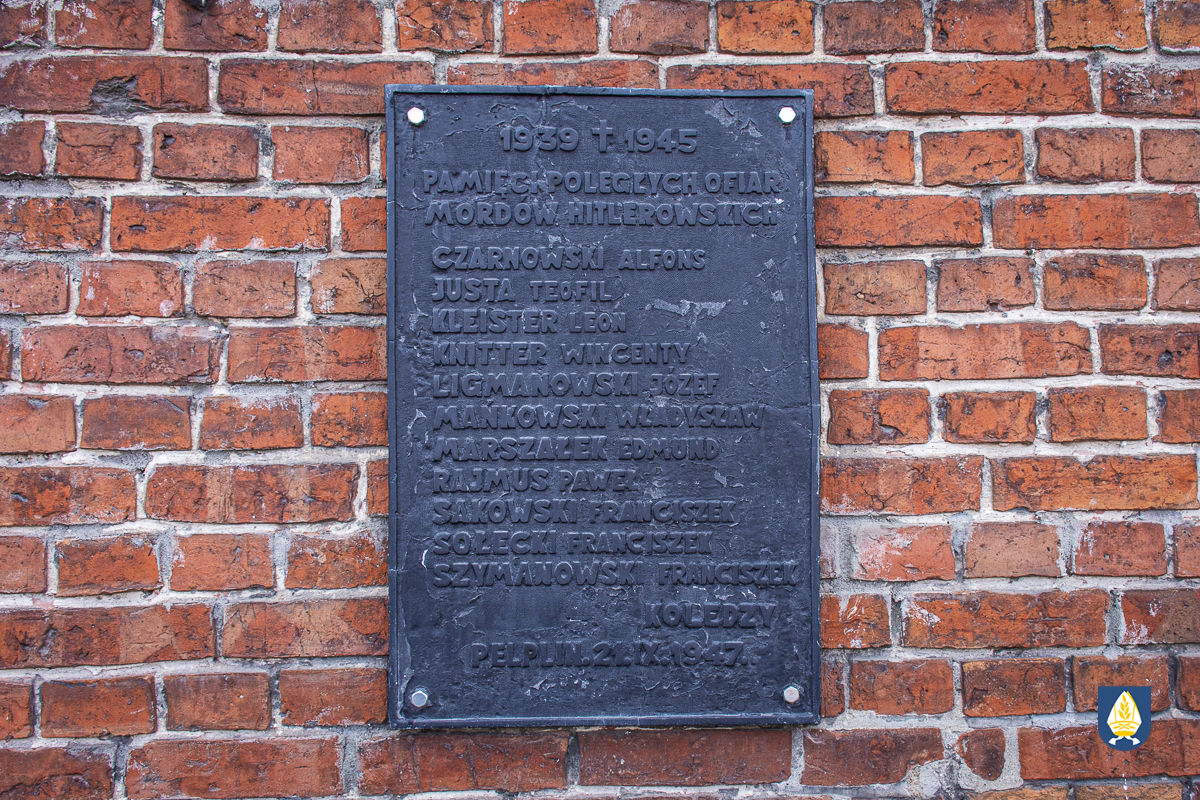 1939 † 1945
PAMIĘCI POLEGŁYCH OFIAR
MORDÓW HITLEROWSKICH
CZARNOWSKI ALFONS
JUSTA TEOFIL
KLEISTER LEON
KNITTER WINCENTY
LIGMANOWSKI JÓZEF
MAŃKOWSKI WŁADYSŁAW
MARSZAŁEK EDMUND
RAJMUS PAWEŁ
SAKOWSKI FRANCISZEK
SOŁECKI FRANCISZEK
SZYMANOWSKI FRANCISZEK
KOLEDZY
PELPLIN. 21.IX.1947.